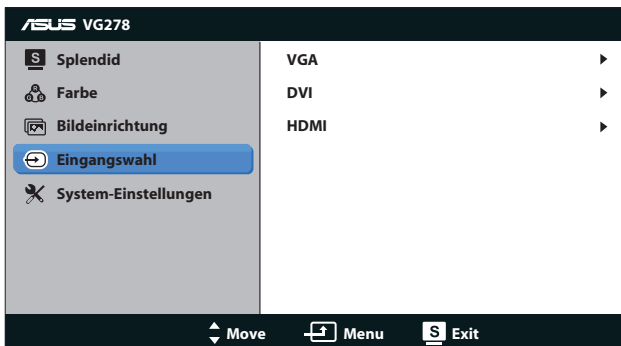 ASUS VG278
S Splendid
Farbe
Bildeinrichtung
Eingangswahl
System-Einstellungen
VGA
DVI
HDMI
Move Menu S Exit